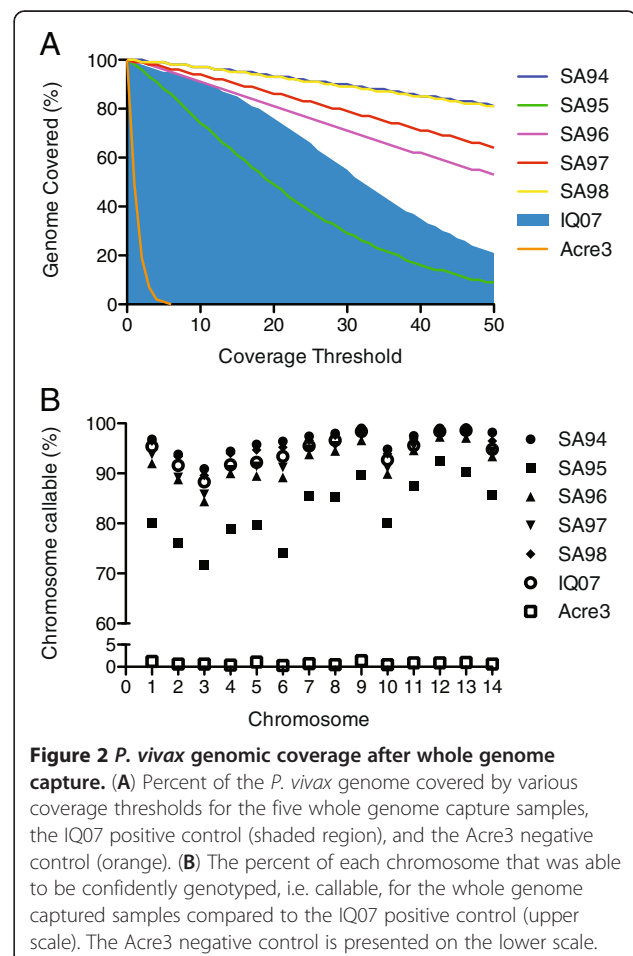 A
Genome Covered (%)
100
80
60
40
20
0
0 10 20 30 40 50
Coverage Threshold
SA94
SA95
SA96
SA97
SA98
IQ07
Acre3
B
Chromosome callable (%)
100
90
80
70
60
5
0
0 1 2 3 4 5 6 7 8 9 10 11 12 13 14
Chromosome
SA94
SA95
SA96
SA97
SA98
IQ07
Acre3
Figure 2 P. vivax genomic coverage after whole genome
capture. (A) Percent of the P. vivax genome covered by various
coverage thresholds for the five whole genome capture samples,
the IQ07 positive control (shaded region), and the Acre3 negative
control (orange). (B) The percent of each chromosome that was able
to be confidently genotyped, i.e. callable, for the whole genome
captured samples compared to the IQ07 positive control (upper
scale). The Acre3 negative control is presented on the lower scale.